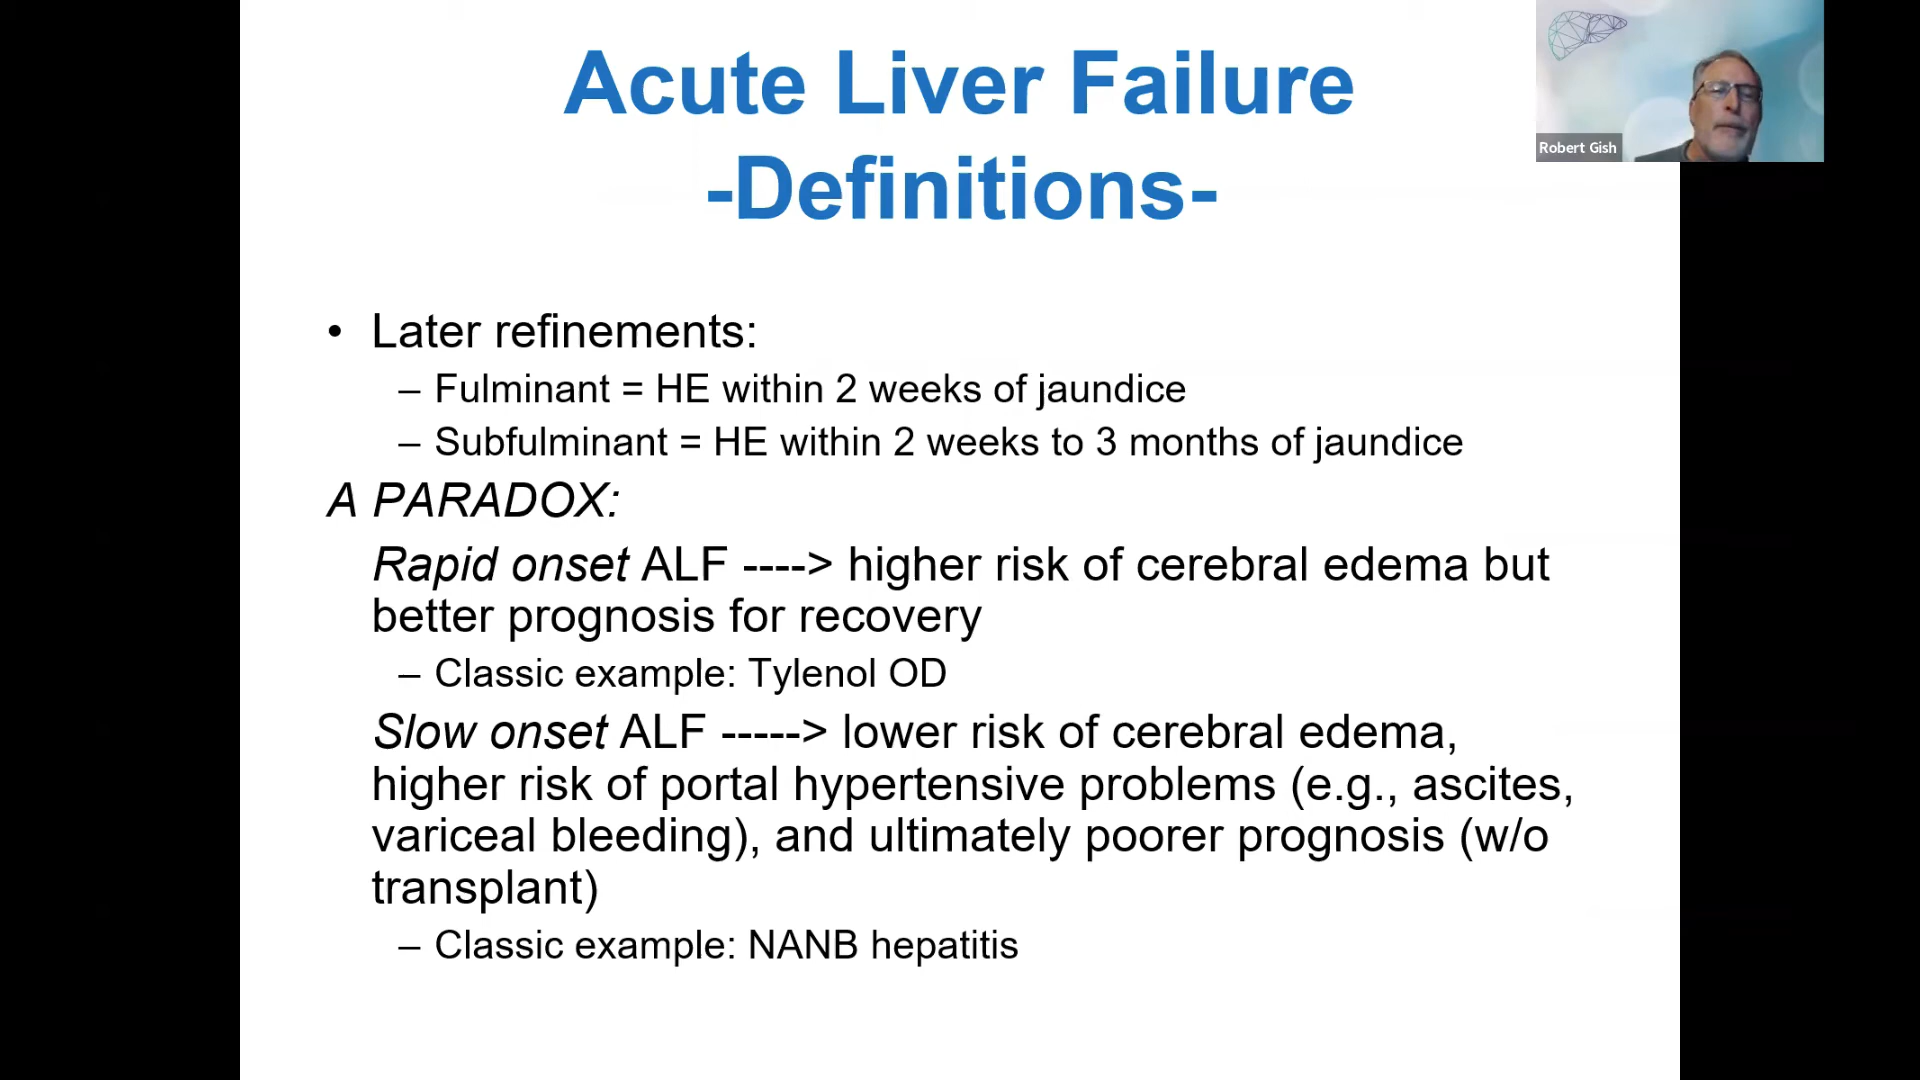 Acute Liver Failure
-Definitions-
Robert Gish
• Later refinements:
– Fulminant = HE within 2 weeks of jaundice
– Subfulminant = HE within 2 weeks to 3 months of jaundice
A PARADOX:
Rapid onset ALF ----> higher risk of cerebral edema but
better prognosis for recovery
– Classic example: Tylenol OD
Slow onset ALF -----> lower risk of cerebral edema,
higher risk of portal hypertensive problems (e.g., ascites,
variceal bleeding), and ultimately poorer prognosis (w/o
transplant)
– Classic example: NANB hepatitis